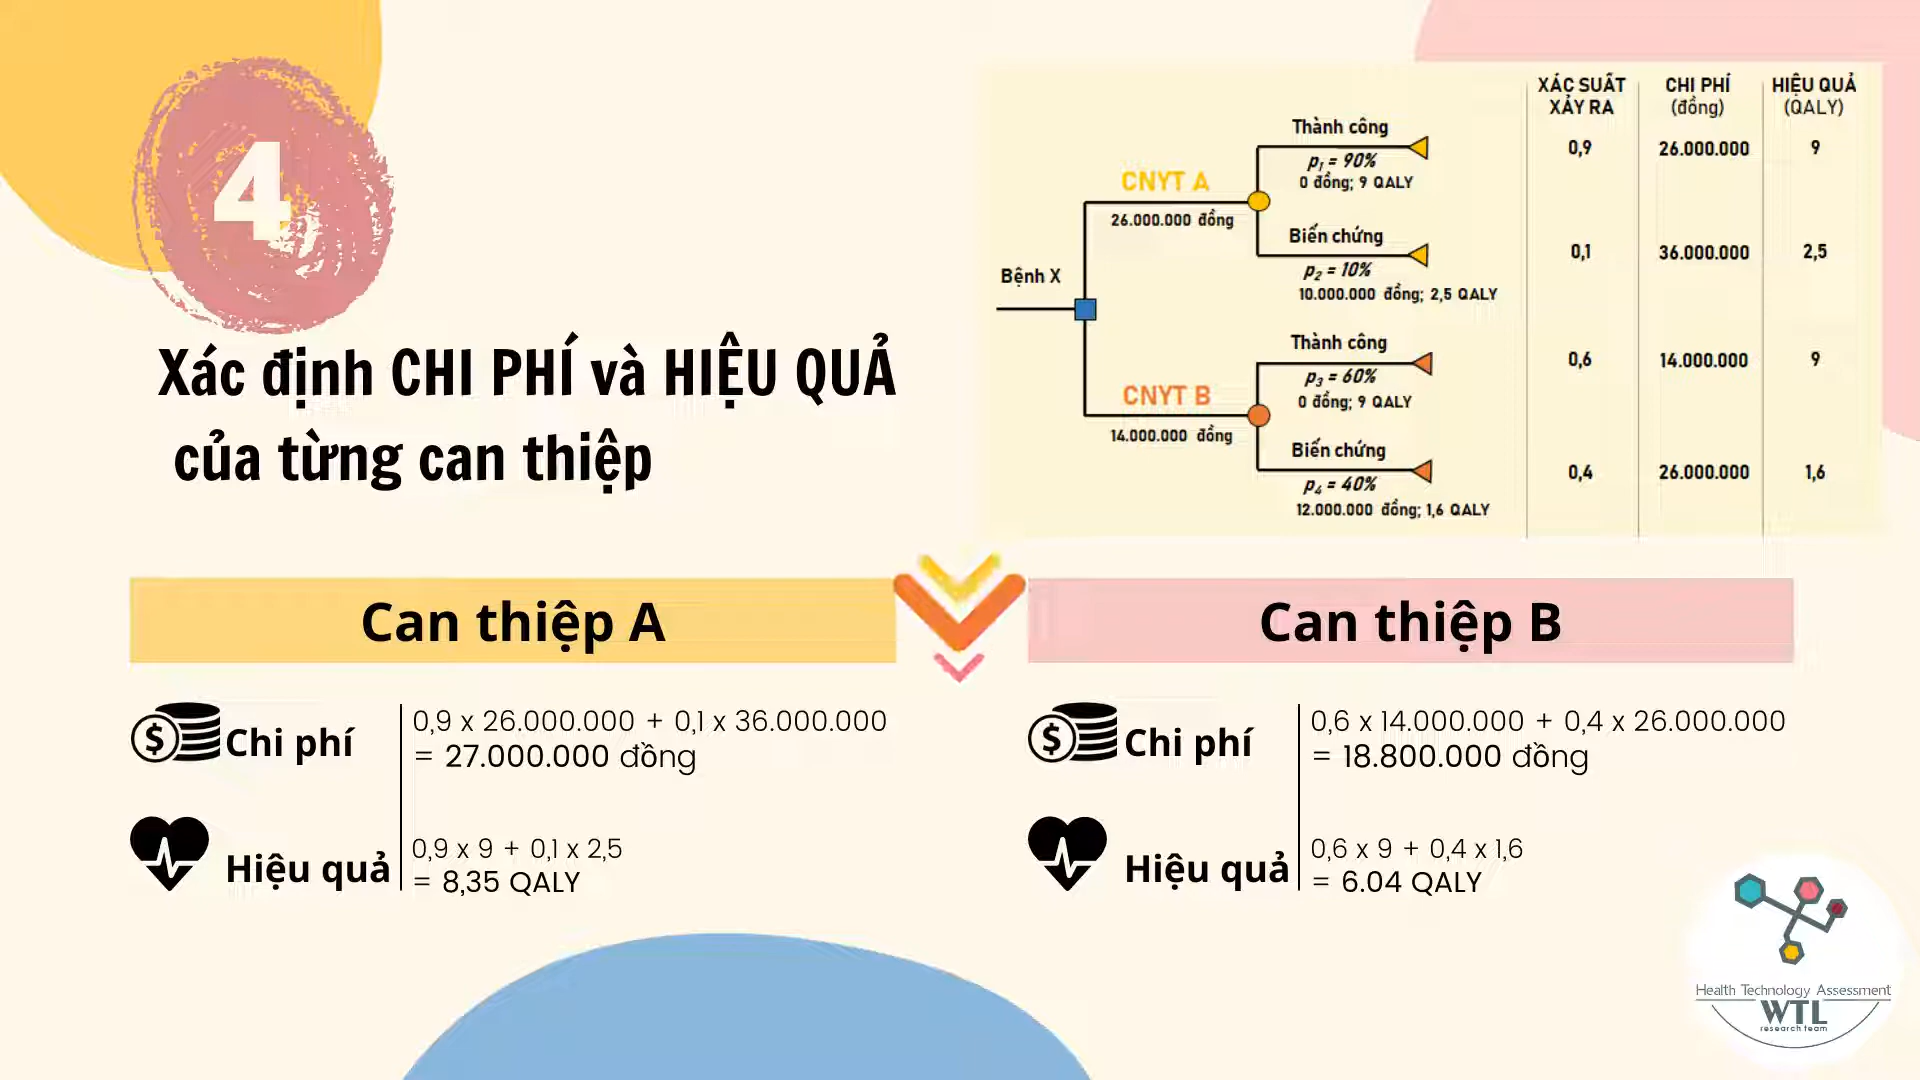 4
Xác định CHI PHÍ và HIỆU QUẢ
của từng can thiệp
XÁC SUẤT
XẢY RA
CHI PHÍ
(đồng)
HIỆU QUẢ
(QALY)
Bệnh X
CNYT A
26.000.000 đồng
Thành công
p₁ = 90%
0 đồng; 9 QALY
0,9
26.000.000
9
Biến chứng
p₂ = 10%
10.000.000 đồng; 2,5 QALY
0,1
36.000.000
2,5
CNYT B
14.000.000 đồng
Thành công
p₃ = 60%
0 đồng; 9 QALY
0,6
14.000.000
9
Biến chứng
p₄ = 40%
12.000.000 đồng; 1,6 QALY
0,4
26.000.000
1,6
Can thiệp A
Chi phí
0,9 x 26.000.000 + 0,1 x 36.000.000
= 27.000.000 đồng
Hiệu quả
0,9 x 9 + 0,1 x 2,5
= 8,35 QALY
Can thiệp B
Chi phí
0,6 x 14.000.000 + 0,4 x 26.000.000
= 18.800.000 đồng
Hiệu quả
0,6 x 9 + 0,4 x 1,6
= 6.04 QALY
Health Technology Assessment
WTL
research team